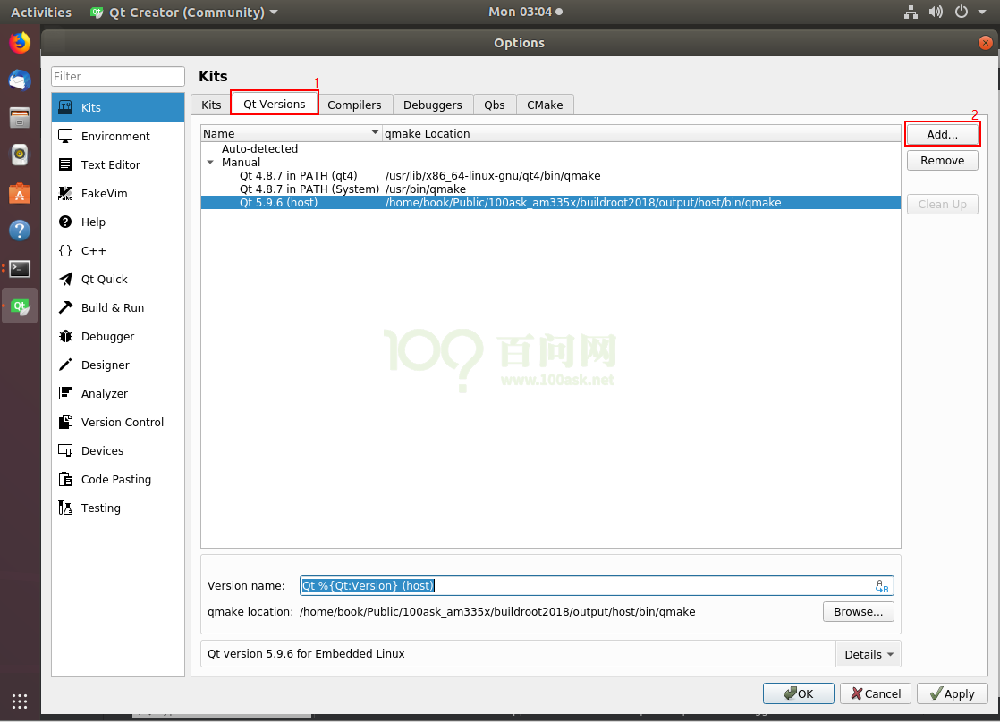 Activities Qt Creator (Community) Mon 03:04
Options
Filter
Kits
Environment
Text Editor
FakeVim
Help
C++
Qt Quick
Build & Run
Debugger
Designer
Analyzer
Version Control
Devices
Code Pasting
Testing
Kits
1
Kits Qt Versions Compilers Debuggers Qbs CMake
2
Name qmake Location
Auto-detected
Manual
Qt 4.8.7 in PATH (qt4) /usr/lib/x86_64-linux-gnu/qt4/bin/qmake
Qt 4.8.7 in PATH (System) /usr/bin/qmake
Qt 5.9.6 (host) /home/book/Public/100ask_am335x/buildroot2018/output/host/bin/qmake
Add...
Remove
Clean Up
100? 百问网
www.100ask.net
Version name: Qt %{Qt:Version} (host)
qmake location: /home/book/Public/100ask_am335x/buildroot2018/output/host/bin/qmake Browse...
Qt version 5.9.6 for Embedded Linux Details
OK Cancel Apply